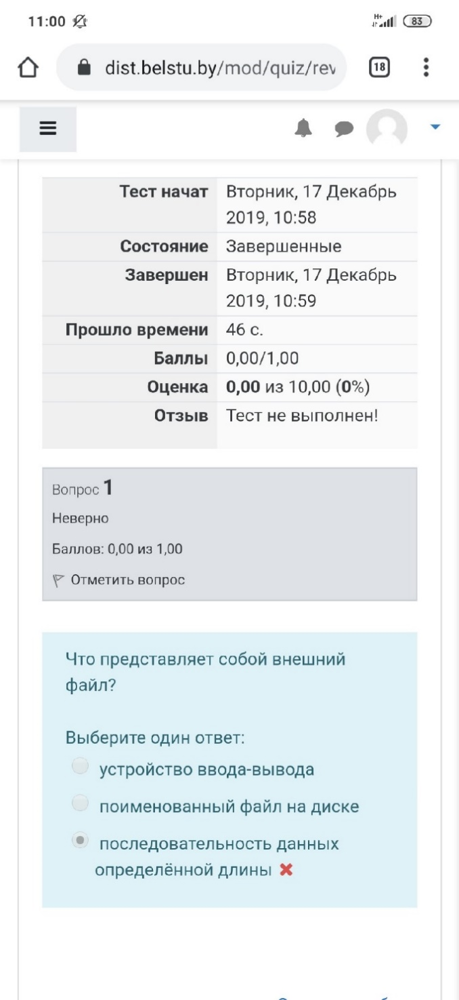 11:00
H+
83
dist.belstu.by/mod/quiz/rev
18
Тест начат Вторник, 17 Декабрь
2019, 10:58
Состояние Завершенные
Завершен Вторник, 17 Декабрь
2019, 10:59
Прошло времени 46 с.
Баллы 0,00/1,00
Оценка 0,00 из 10,00 (0%)
Отзыв Тест не выполнен!
Вопрос 1
Неверно
Баллов: 0,00 из 1,00
Отметить вопрос
Что представляет собой внешний
файл?
Выберите один ответ:
устройство ввода-вывода
поименованный файл на диске
последовательность данных
определённой длины